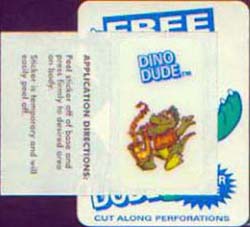 FREE
DINO
DUDE™
APPLICATION DIRECTIONS:
Peel sticker off of base and
press firmly to desired area
on body.
Sticker is temporary and will
easily peel off.
DUDE
CUT ALONG PERFORATIONS